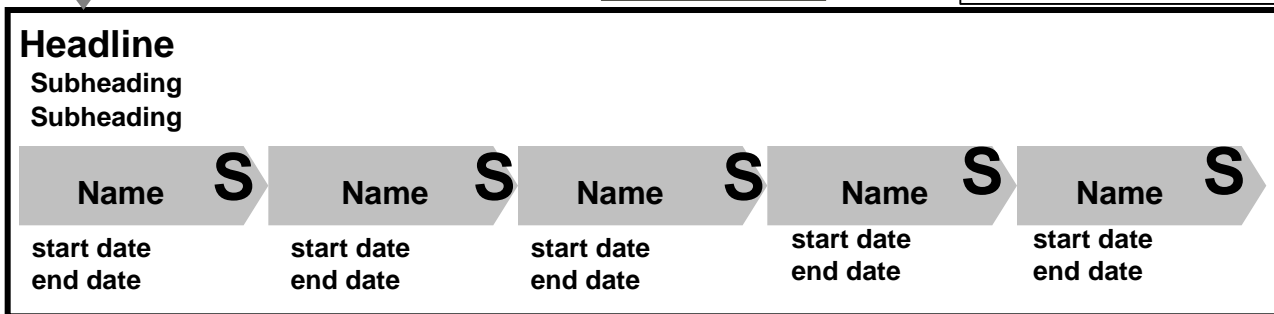 Headline
Subheading
Subheading
Name S Name S Name S Name S Name S
start date start date start date start date start date
end date end date end date end date end date